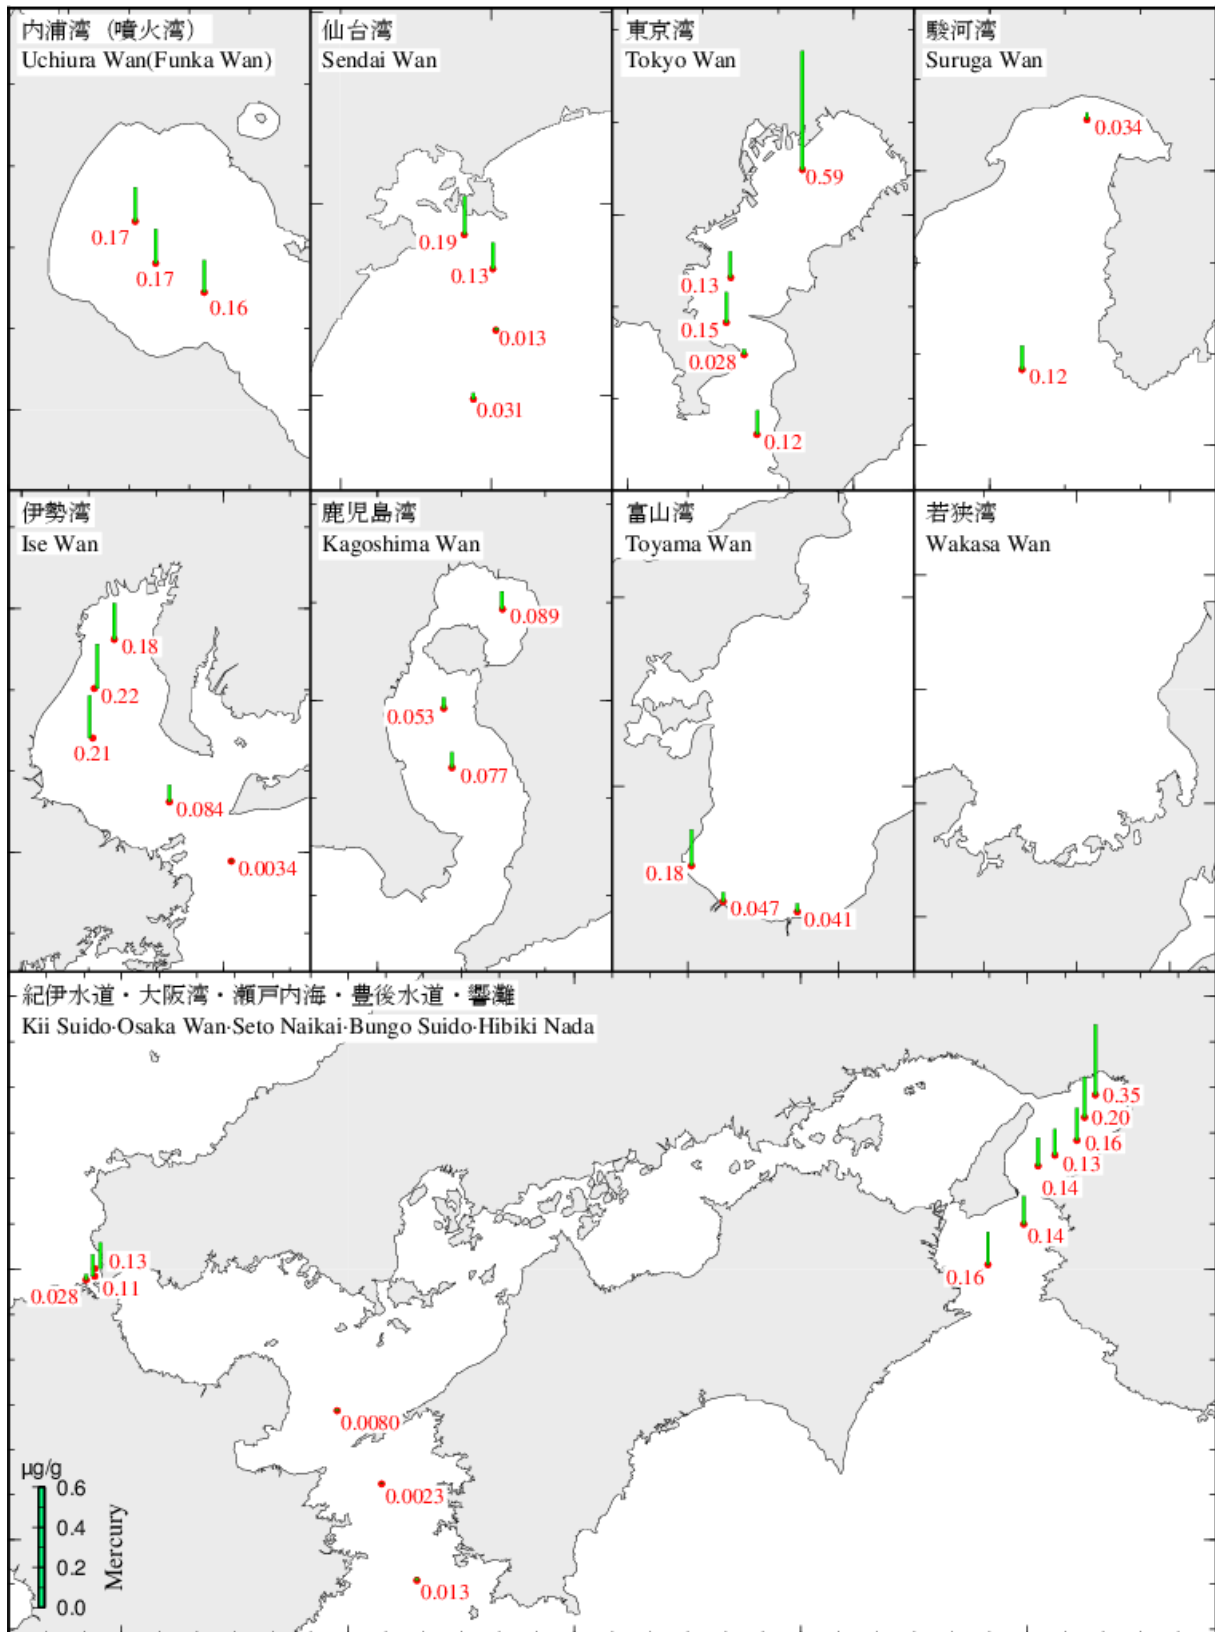 内浦湾（噴火湾）
Uchiura Wan(Funka Wan)
0.17
0.17
0.16
仙台湾
Sendai Wan
0.19
0.13
0.013
0.031
東京湾
Tokyo Wan
0.59
0.13
0.15
0.028
0.12
駿河湾
Suruga Wan
0.034
0.12
伊勢湾
Ise Wan
0.18
0.22
0.21
0.084
0.0034
鹿児島湾
Kagoshima Wan
0.089
0.053
0.077
富山湾
Toyama Wan
0.18
0.047
0.041
若狭湾
Wakasa Wan
紀伊水道・大阪湾・瀬戸内海・豊後水道・響灘
Kii Suido·Osaka Wan·Seto Naikai·Bungo Suido·Hibiki Nada
0.35
0.20
0.16
0.13
0.14
0.14
0.16
0.13
0.11
0.028
0.0080
0.0023
0.013
µg/g
0.6
0.4
0.2
0.0
Mercury